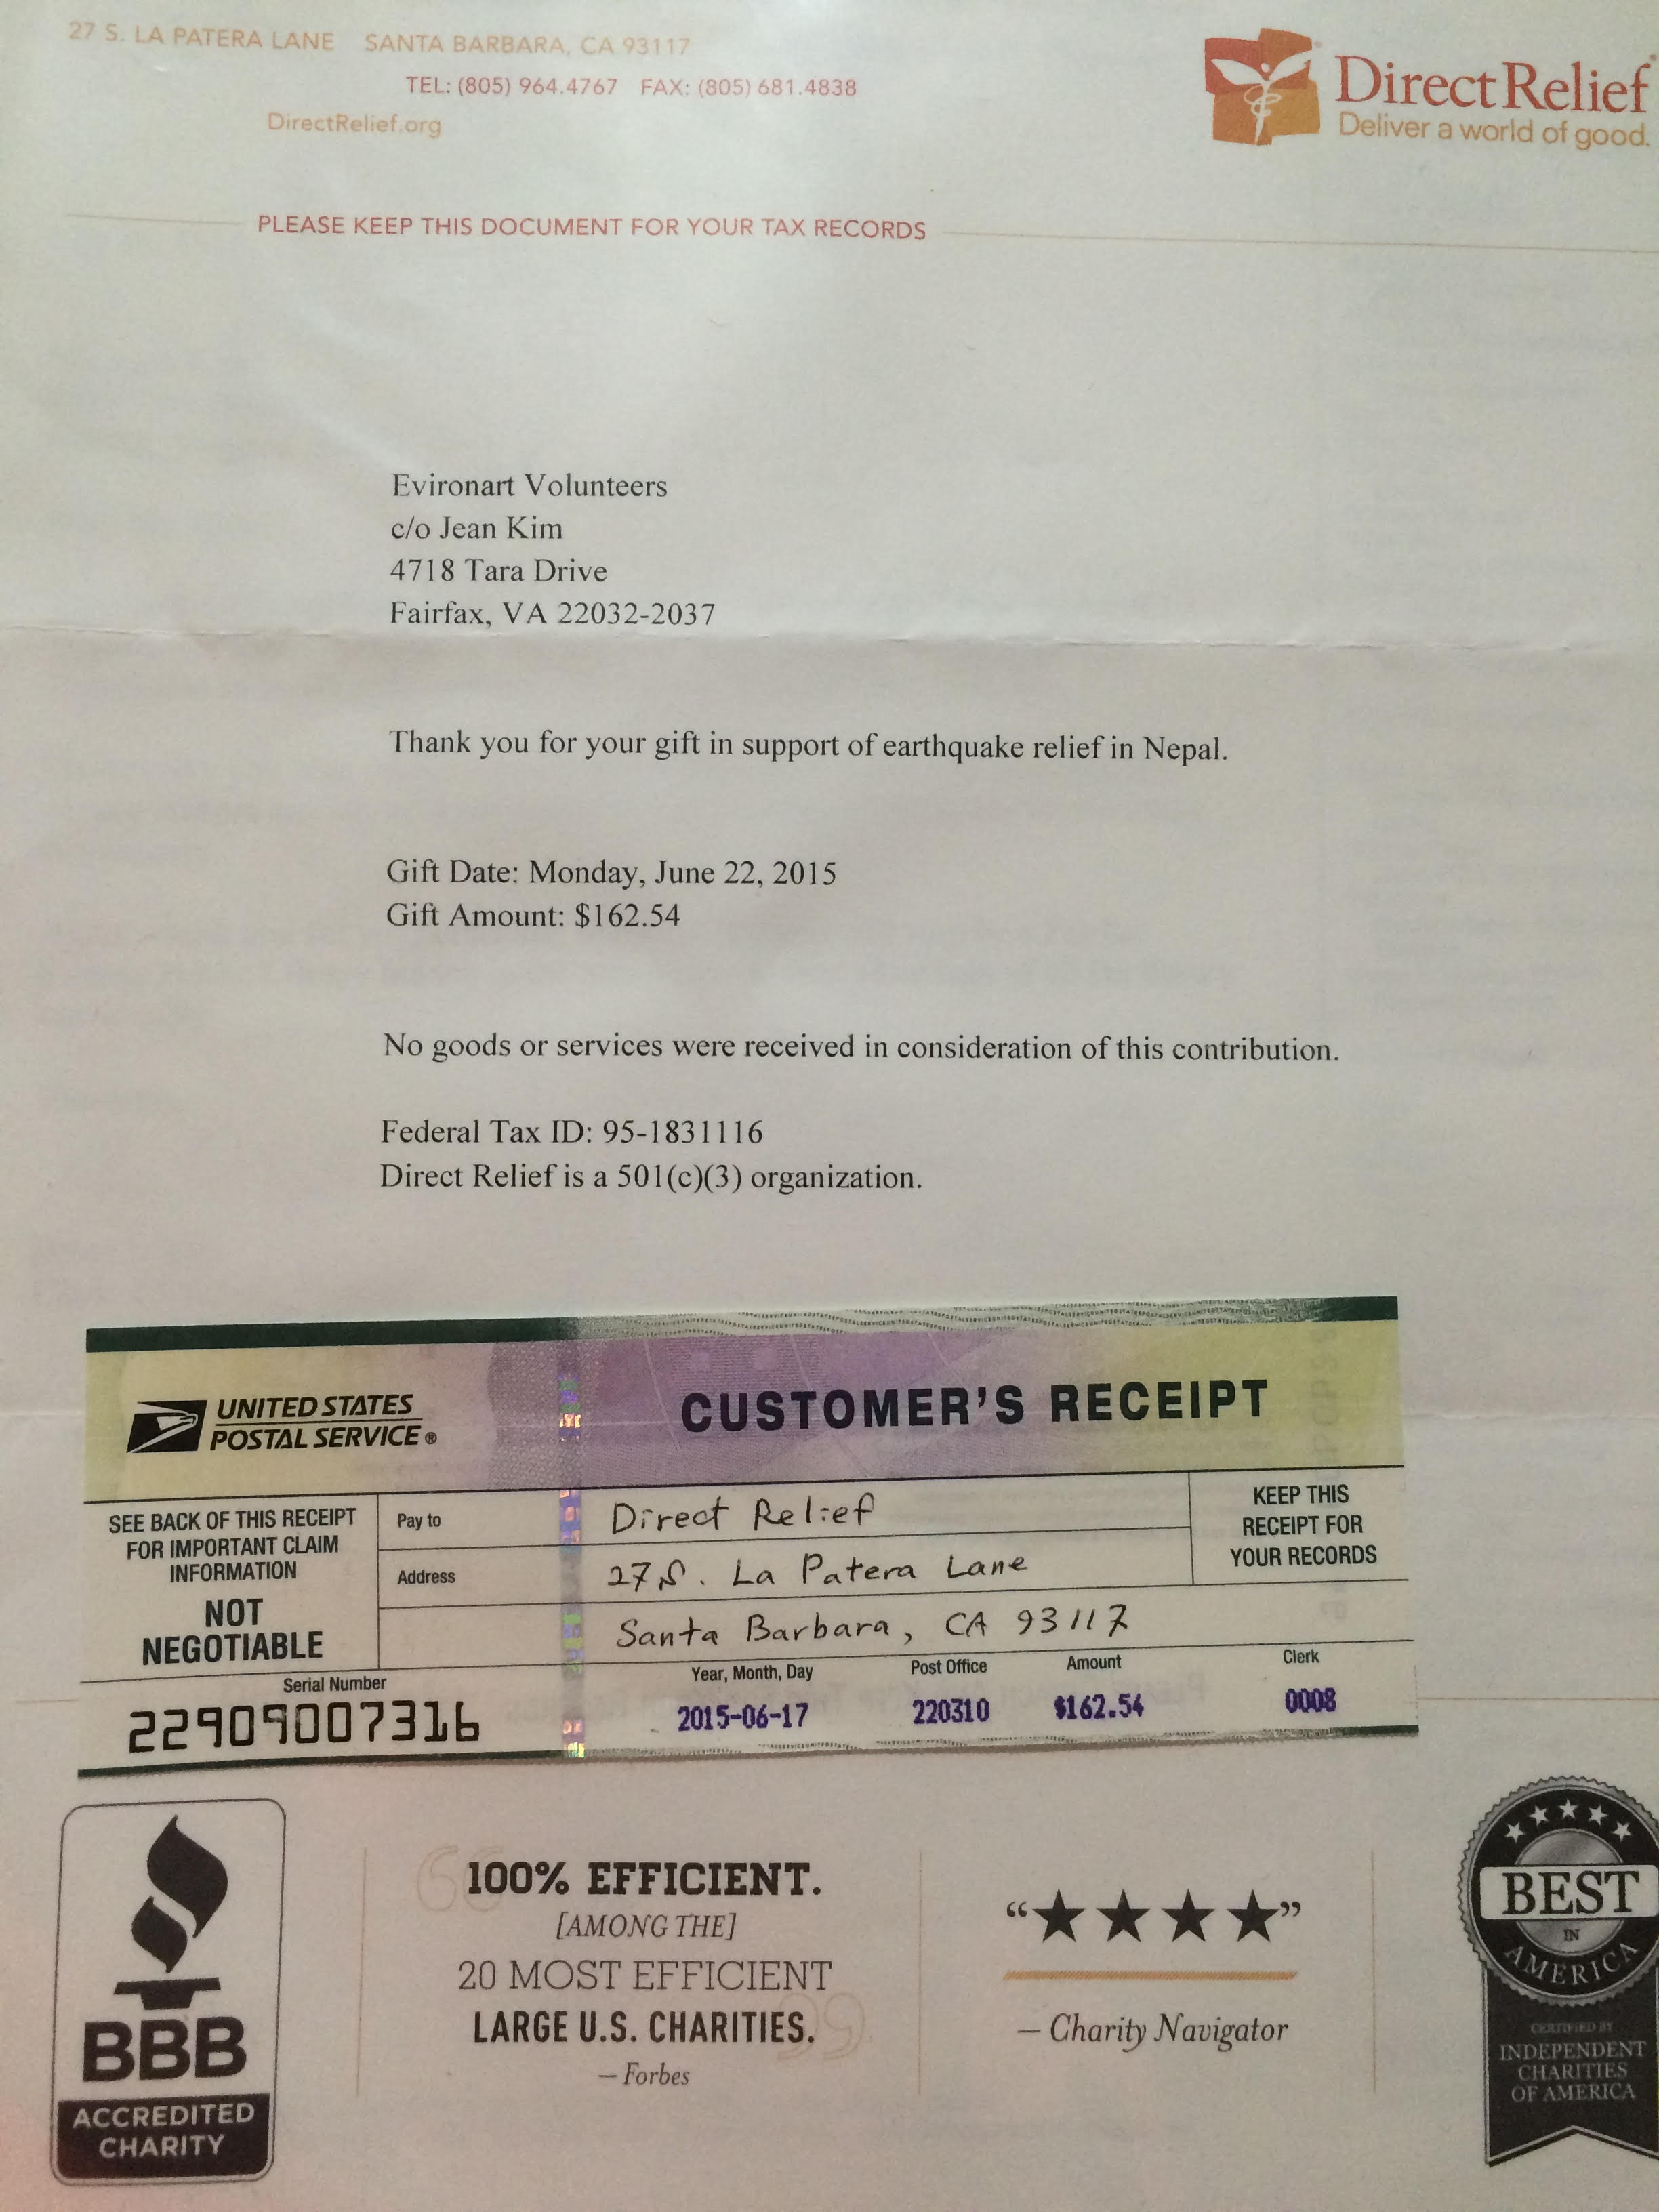 27 S. LA PATERA LANE SANTA BARBARA, CA 93117
TEL: (805) 964.4767 FAX: (805) 681.4838
DirectRelief.org
DirectRelief
Deliver a world of good.
PLEASE KEEP THIS DOCUMENT FOR YOUR TAX RECORDS
Evironart Volunteers
c/o Jean Kim
4718 Tara Drive
Fairfax, VA 22032-2037
Thank you for your gift in support of earthquake relief in Nepal.
Gift Date: Monday, June 22, 2015
Gift Amount: $162.54
No goods or services were received in consideration of this contribution.
Federal Tax ID: 95-1831116
Direct Relief is a 501(c)(3) organization.
UNITED STATES
POSTAL SERVICE®
CUSTOMER'S RECEIPT
SEE BACK OF THIS RECEIPT
FOR IMPORTANT CLAIM
INFORMATION
NOT
NEGOTIABLE
Pay to Direct Relief
Address 27 S. La Patera Lane
Santa Barbara, CA 93117
KEEP THIS
RECEIPT FOR
YOUR RECORDS
Serial Number
22909007316
Year, Month, Day Post Office Amount Clerk
2015-06-17 220310 $162.54 0008
BBB
ACCREDITED
CHARITY
"100% EFFICIENT.
[AMONG THE]
20 MOST EFFICIENT
LARGE U.S. CHARITIES."
— Forbes
"★★★★"
— Charity Navigator
BEST
IN
AMERICA
CERTIFIED BY
INDEPENDENT
CHARITIES
OF AMERICA